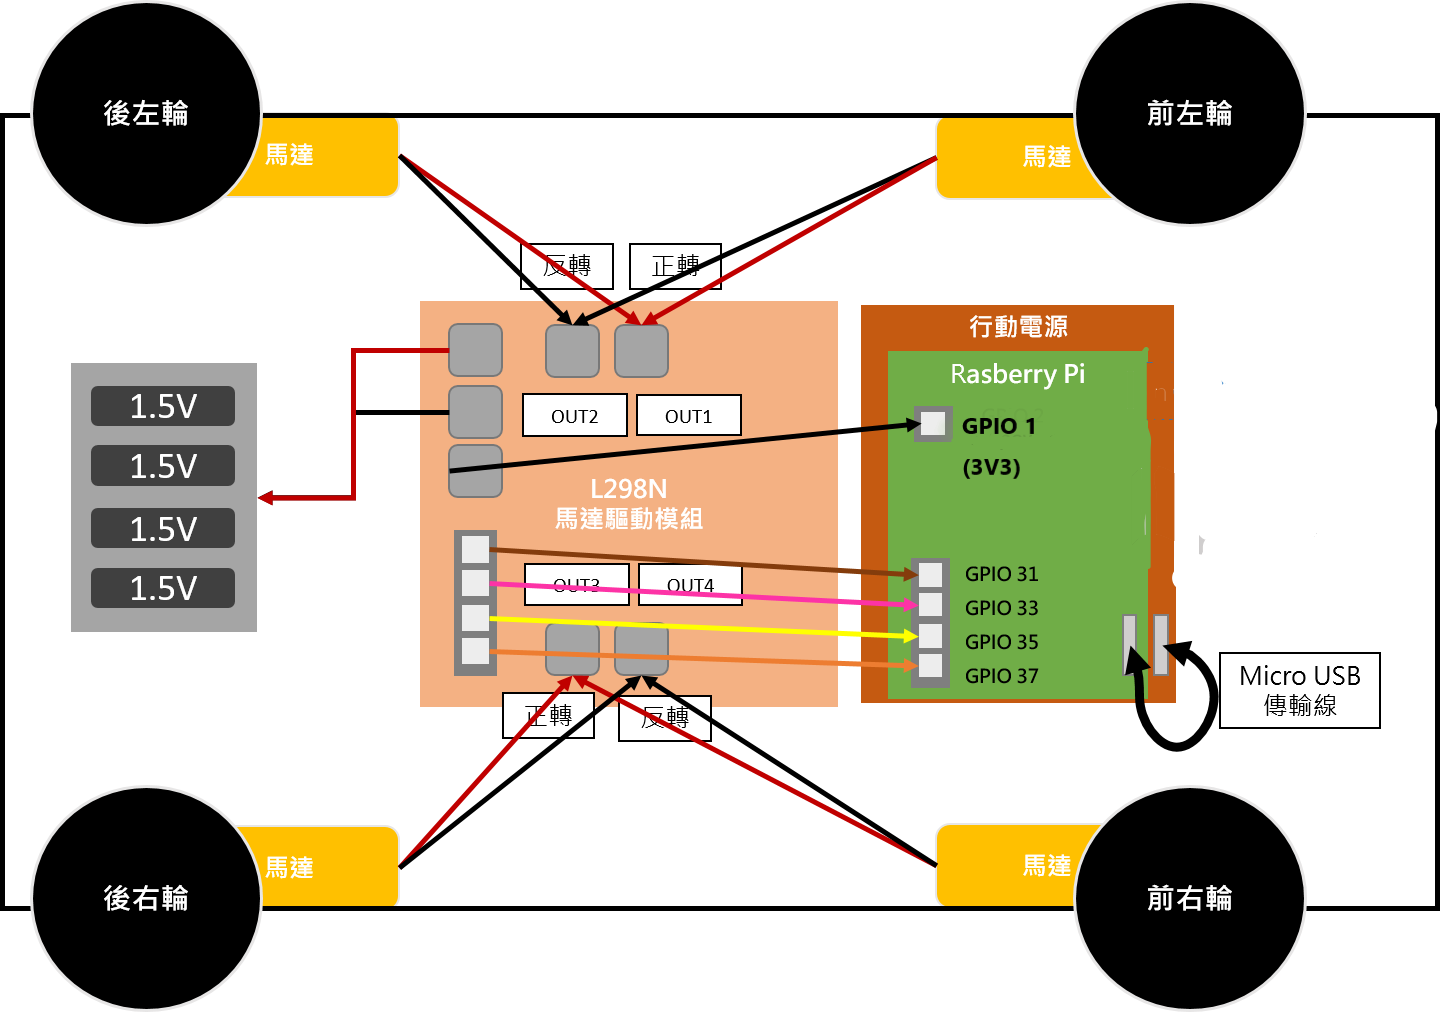 後左輪
前左輪
馬達
馬達
反轉
正轉
行動電源
Rasberry Pi
1.5V
1.5V
1.5V
1.5V
OUT2
OUT1
GPIO 1
(3V3)
L298N
馬達驅動模組
OUT3
OUT4
GPIO 31
GPIO 33
GPIO 35
GPIO 37
Micro USB
傳輸線
正轉
反轉
馬達
馬達
後右輪
前右輪